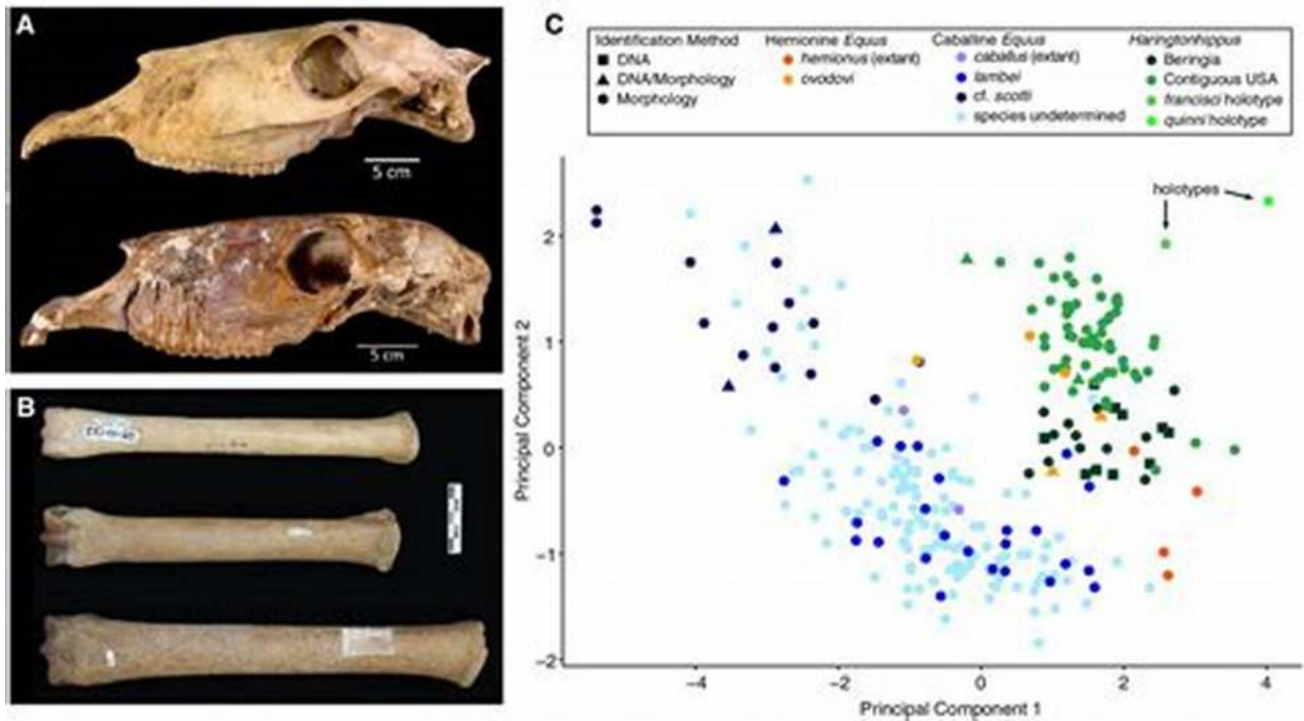 A
5 cm
5 cm
B
C
Identification Method
DNA
DNA/Morphology
Morphology
Hemionine Equus
hemionus (extant)
ovodovi
Caballine Equus
caballus (extant)
lambei
cf. scotti
species undetermined
Haringtonhippus
Beringia
Contiguous USA
francisci holotype
quinni holotype
holotypes
Principal Component 2
2
1
0
−1
−2
−4
−2
0
2
4
Principal Component 1